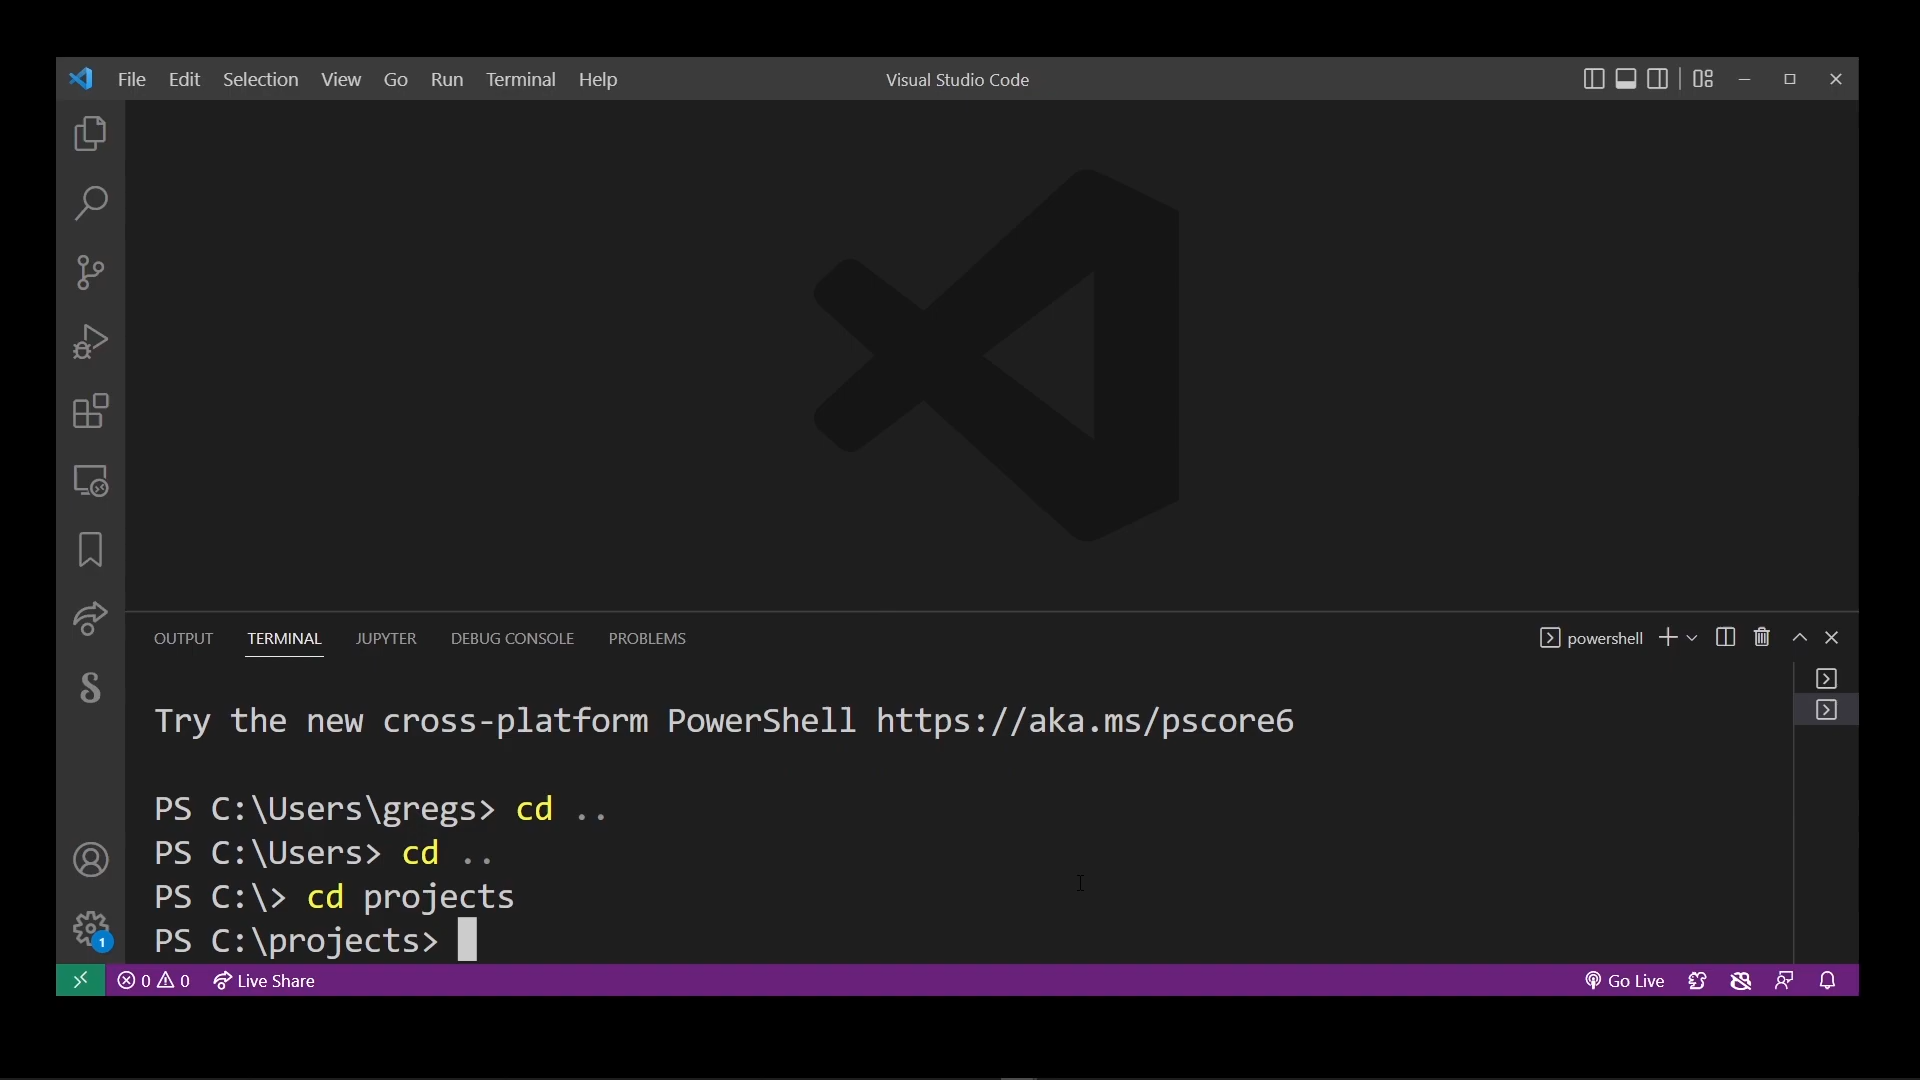 File Edit Selection View Go Run Terminal Help Visual Studio Code
OUTPUT TERMINAL JUPYTER DEBUG CONSOLE PROBLEMS powershell
Try the new cross-platform PowerShell https://aka.ms/pscore6
PS C:\Users\gregs> cd ..
PS C:\Users> cd ..
PS C:\> cd projects
PS C:\projects>
1
0 0 Live Share Go Live